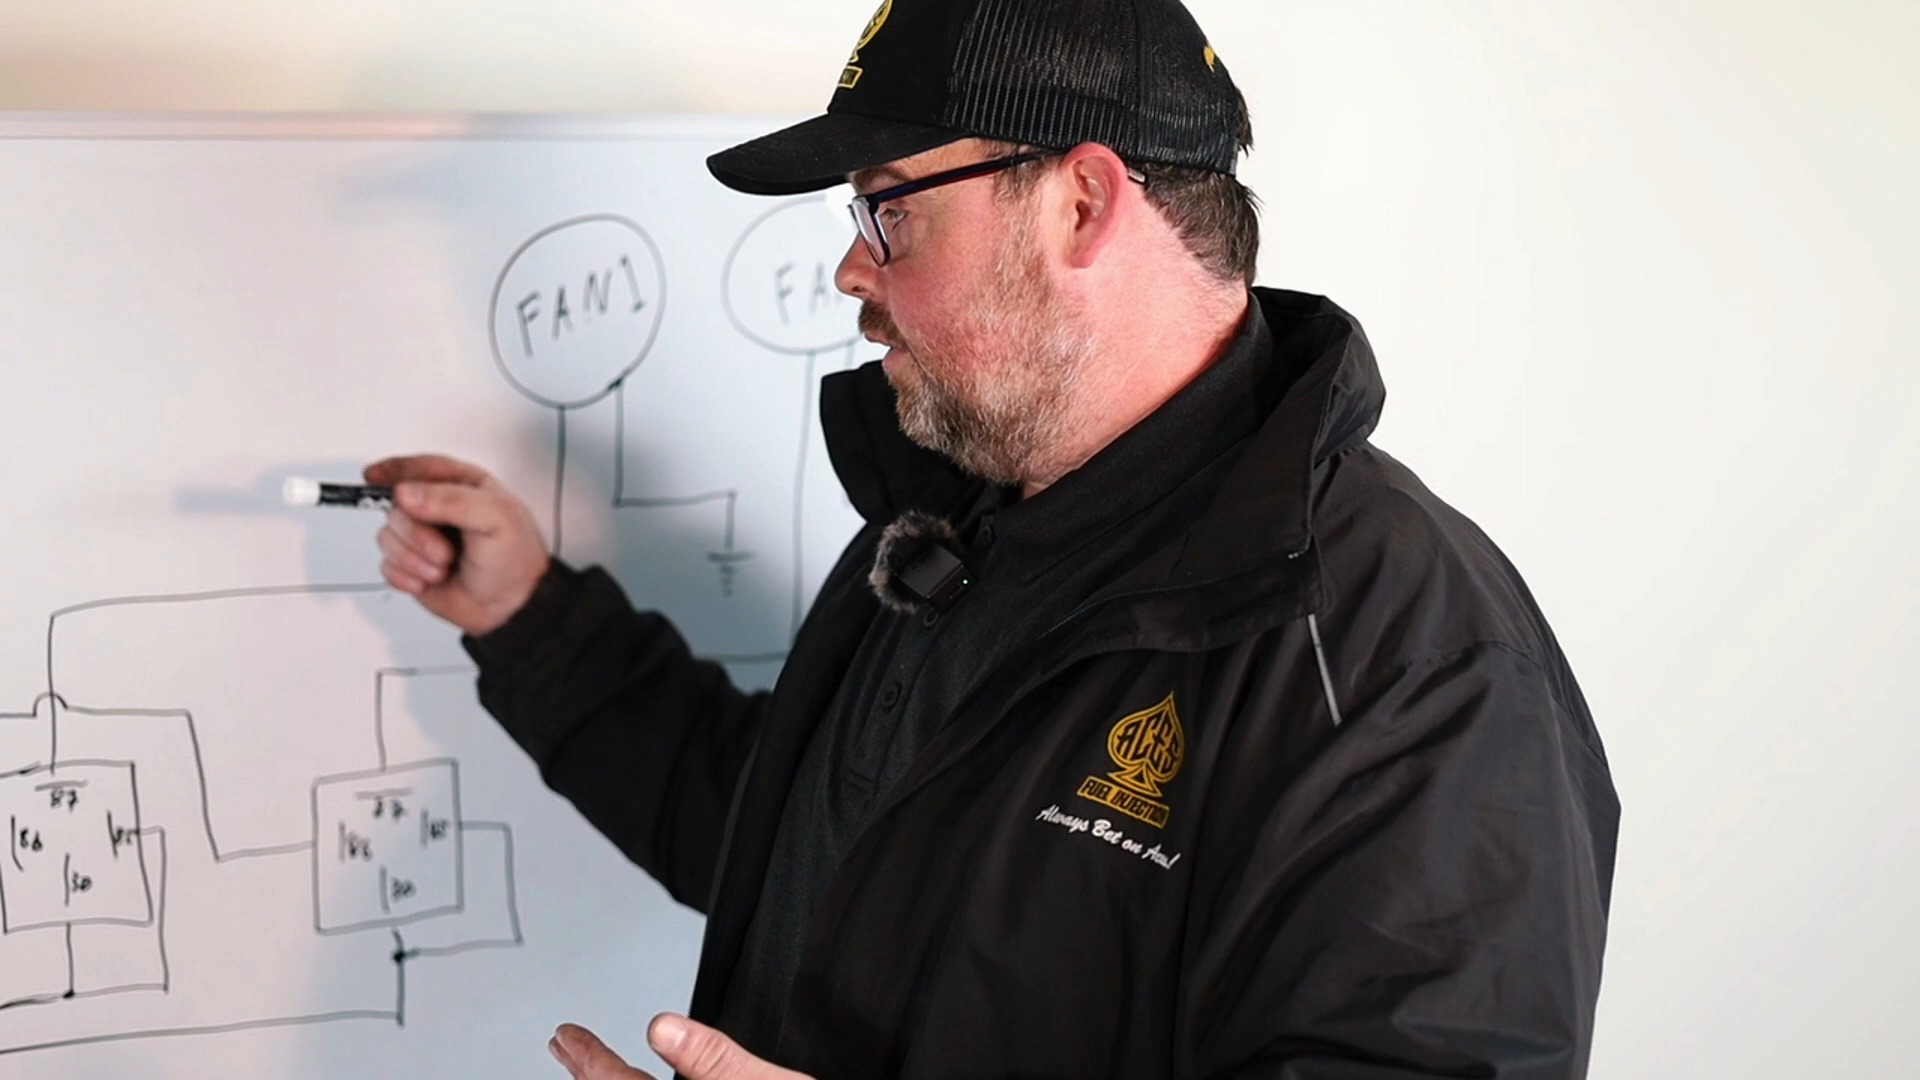 FAN1
FA
87
86
85
30
87
86
85
30
ACES
FUEL INJECTION
Always Bet on Aces!